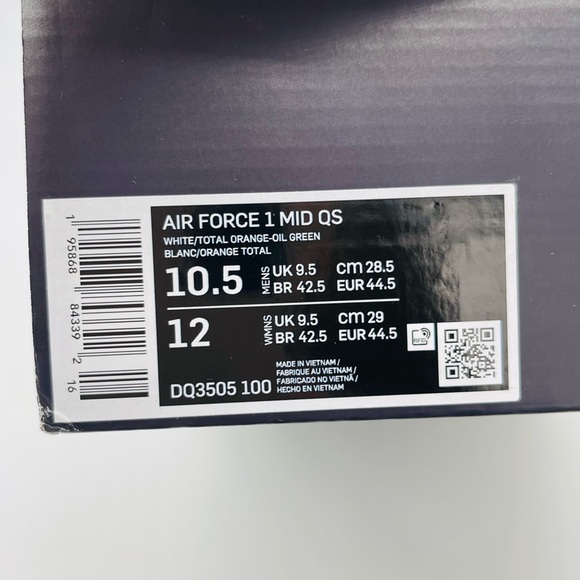 AIR FORCE 1 MID QS
WHITE/TOTAL ORANGE-OIL GREEN
BLANC/ORANGE TOTAL
10.5 MENS UK 9.5 CM 28.5
BR 42.5 EUR 44.5
12 WMNS UK 9.5 CM 29
BR 42.5 EUR 44.5
DQ3505 100
MADE IN VIETNAM /
FABRIQUE AU VIETNAM /
FABRICADO NO VIETNÃ /
HECHO EN VIETNAM
RFID
1 95868 84339 2 16